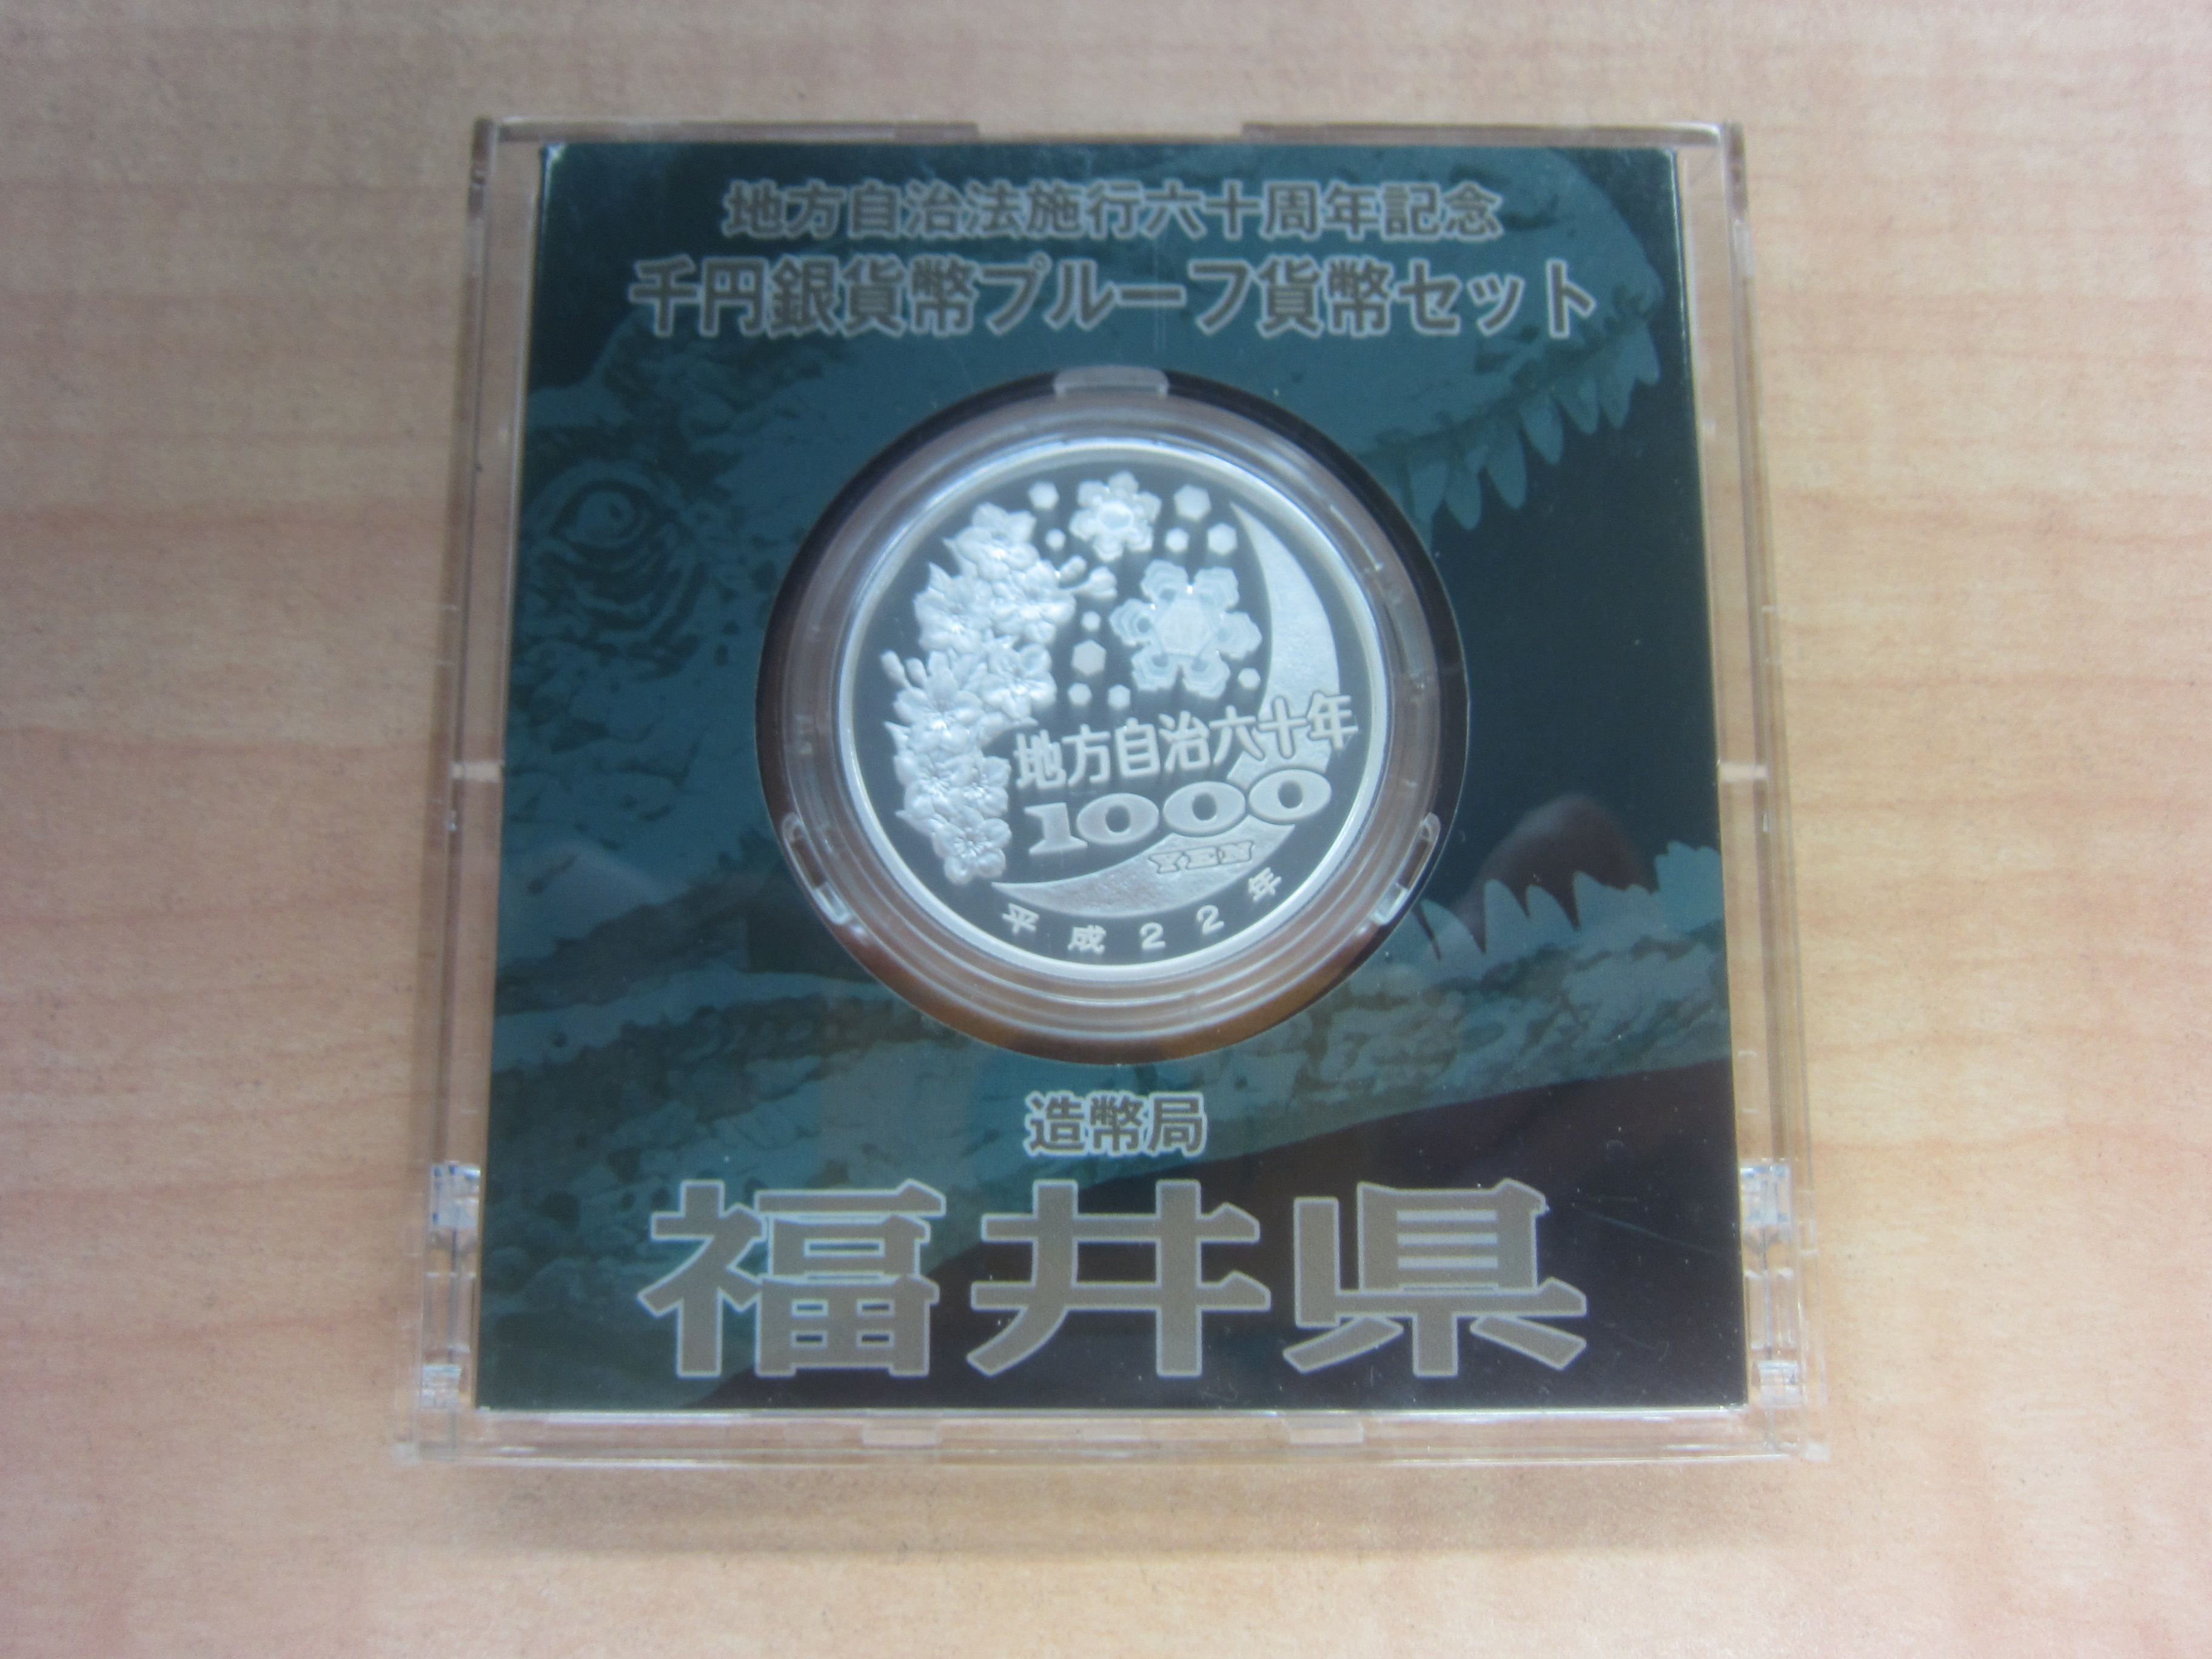 地方自治法施行六十周年記念
千円銀貨幣プルーフ貨幣セット
地方自治六十年
1000
YEN
平成22年
造幣局
福井県